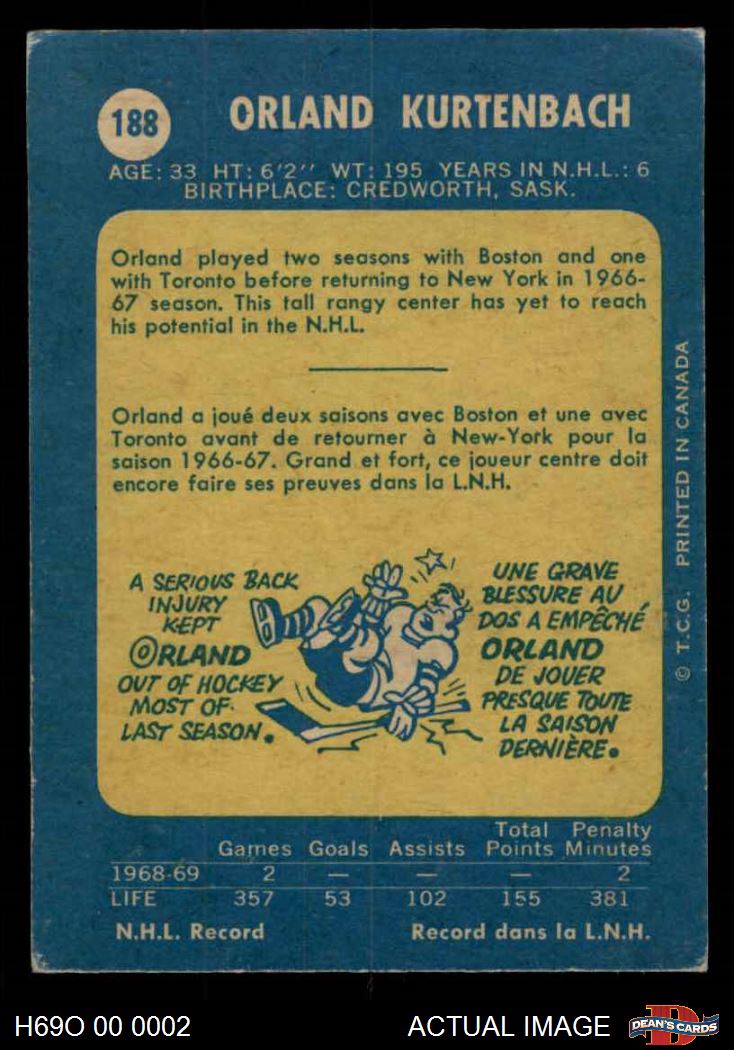 188
ORLAND KURTENBACH
AGE: 33 HT: 6'2'' WT: 195 YEARS IN N.H.L.: 6
BIRTHPLACE: CREDWORTH, SASK.
Orland played two seasons with Boston and one
with Toronto before returning to New York in 1966-
67 season. This tall rangy center has yet to reach
his potential in the N.H.L.
Orland a joué deux saisons avec Boston et une avec
Toronto avant de retourner à New-York pour la
saison 1966-67. Grand et fort, ce joueur centre doit
encore faire ses preuves dans la L.N.H.
A SERIOUS BACK
INJURY
KEPT
ORLAND
OUT OF HOCKEY
MOST OF
LAST SEASON.
UNE GRAVE
BLESSURE AU
DOS A EMPÊCHÉ
ORLAND
DE JOUER
PRESQUE TOUTE
LA SAISON
DERNIÈRE.
© T.C.G. PRINTED IN CANADA
Games Goals Assists Total Points Penalty Minutes
1968-69 2 — — — 2
LIFE 357 53 102 155 381
N.H.L. Record Record dans la L.N.H.
H69O 00 0002
ACTUAL IMAGE
D
DEAN'S CARDS